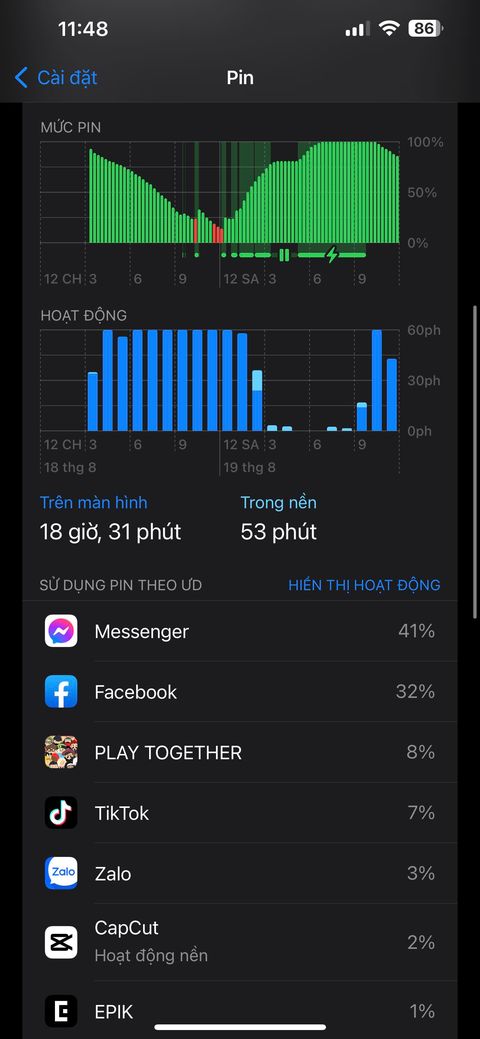 11:48
86
Cài đặt
Pin
MỨC PIN
100%
50%
0%
12 CH 3 6 9 12 SA 3 6 9
HOẠT ĐỘNG
60ph
30ph
0ph
12 CH 3 6 9 12 SA 3 6 9
18 thg 8 19 thg 8
Trên màn hình Trong nền
18 giờ, 31 phút 53 phút
SỬ DỤNG PIN THEO ƯD HIỂN THỊ HOẠT ĐỘNG
Messenger 41%
Facebook 32%
PLAY TOGETHER 8%
TikTok 7%
Zalo
Zalo 3%
CapCut 2%
Hoạt động nền
EPIK 1%